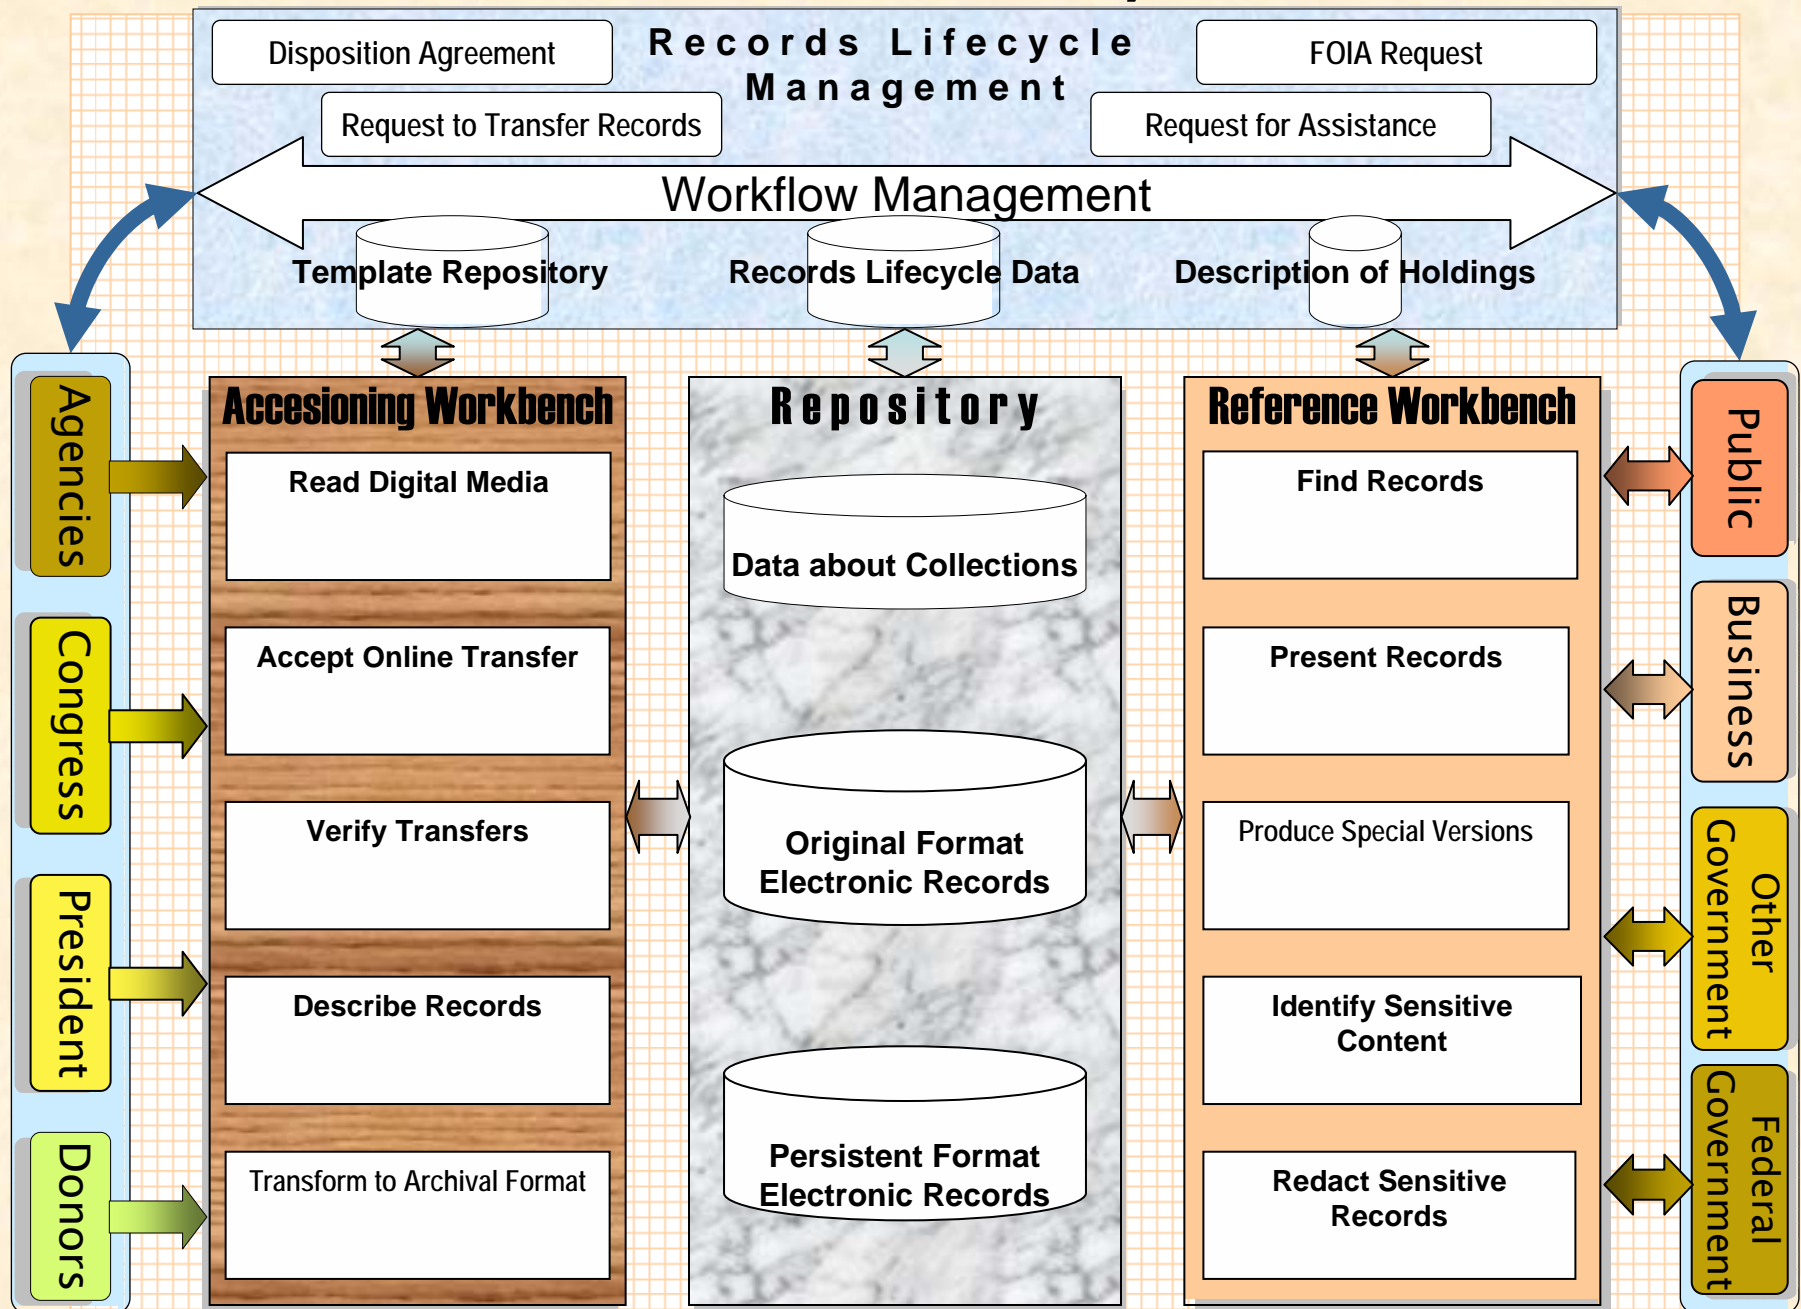 Records Lifecycle
Management
Disposition Agreement
FOIA Request
Request to Transfer Records
Request for Assistance
Workflow Management
Template Repository
Records Lifecycle Data
Description of Holdings
Agencies
Congress
President
Donors
Accesioning Workbench
Read Digital Media
Accept Online Transfer
Verify Transfers
Describe Records
Transform to Archival Format
Repository
Data about Collections
Original Format
Electronic Records
Persistent Format
Electronic Records
Reference Workbench
Find Records
Present Records
Produce Special Versions
Identify Sensitive
Content
Redact Sensitive
Records
Public
Business
Other
Government
Federal
Government